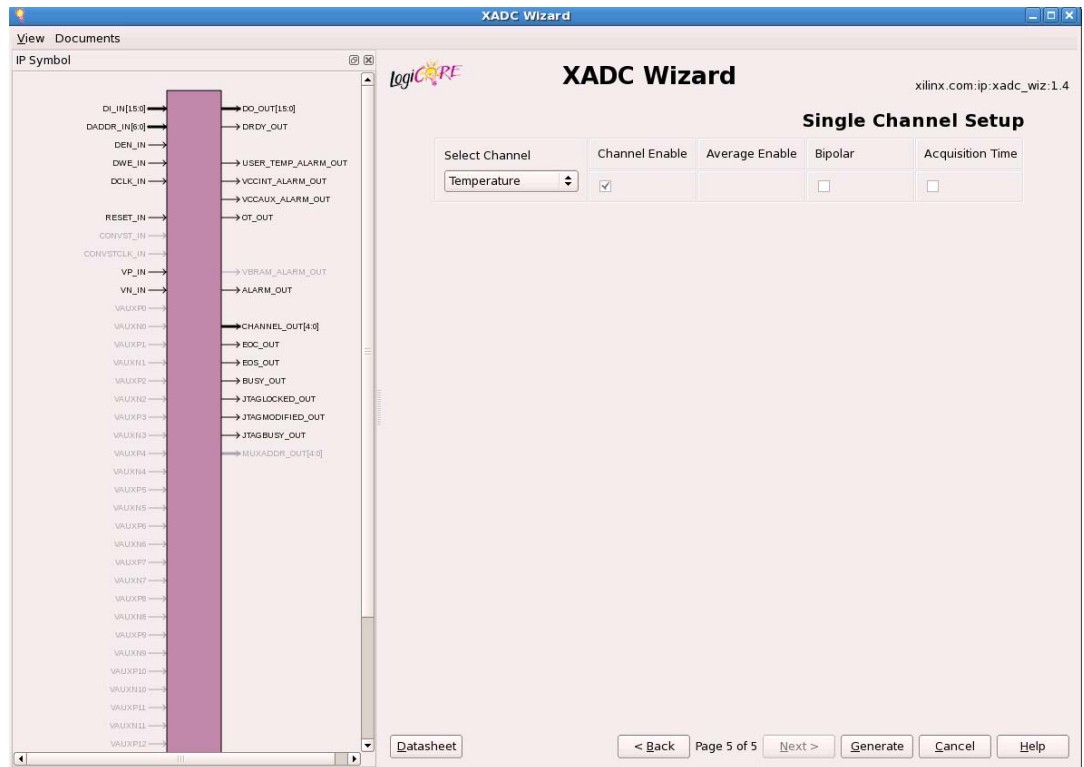 XADC Wizard
View Documents
IP Symbol
DI_IN[15:0]
DADDR_IN[6:0]
DEN_IN
DWE_IN
DCLK_IN
RESET_IN
CONVST_IN
CONVSTCLK_IN
VP_IN
VN_IN
VAUXP0
VAUXN0
VAUXP1
VAUXN1
VAUXP2
VAUXN2
VAUXP3
VAUXN3
VAUXP4
VAUXN4
VAUXP5
VAUXN5
VAUXP6
VAUXN6
VAUXP7
VAUXN7
VAUXP8
VAUXN8
VAUXP9
VAUXN9
VAUXP10
VAUXN10
VAUXP11
VAUXN11
VAUXP12
DO_OUT[15:0]
DRDY_OUT
USER_TEMP_ALARM_OUT
VCCINT_ALARM_OUT
VCCAUX_ALARM_OUT
OT_OUT
VBRAM_ALARM_OUT
ALARM_OUT
CHANNEL_OUT[4:0]
EOC_OUT
EOS_OUT
BUSY_OUT
JTAGLOCKED_OUT
JTAGMODIFIED_OUT
JTAGBUSY_OUT
MUXADDR_OUT[4:0]
LogiCORE
XADC Wizard
xilinx.com:ip:xadc_wiz:1.4
Single Channel Setup
Select Channel Channel Enable Average Enable Bipolar Acquisition Time
Temperature
Datasheet < Back Page 5 of 5 Next > Generate Cancel Help